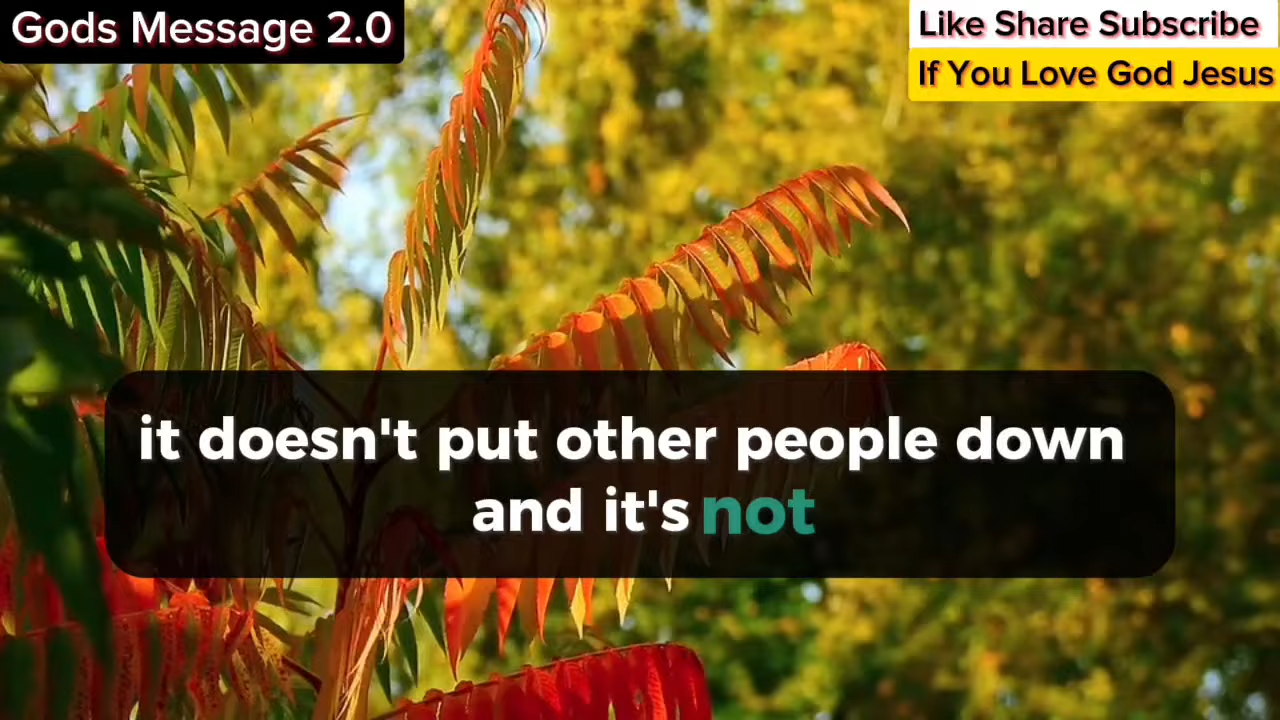 Gods Message 2.0
Like Share Subscribe
If You Love God Jesus
it doesn't put other people down
and it's not